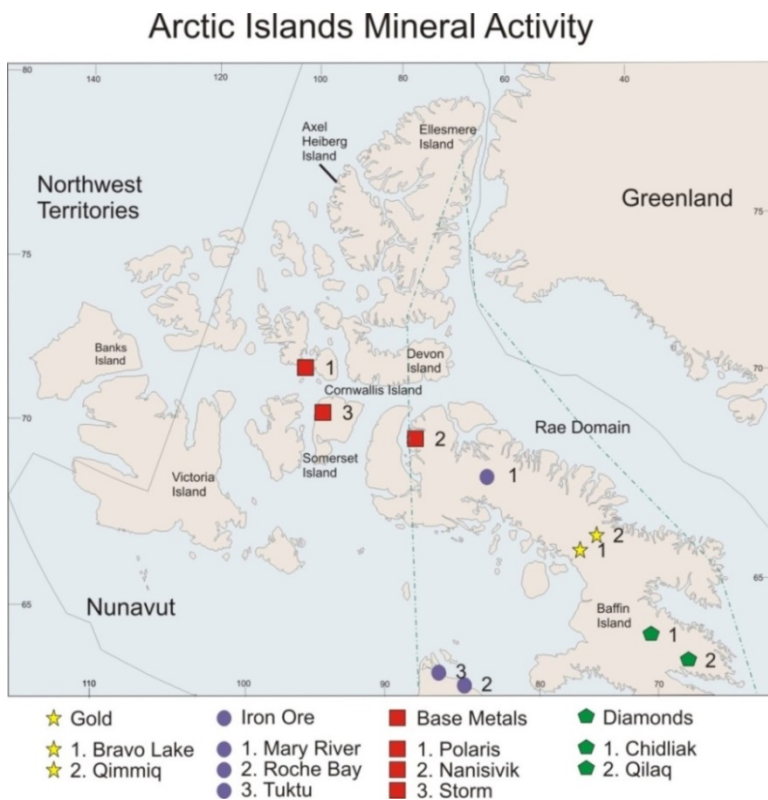 Arctic Islands Mineral Activity
80
140
120
100
80
60
40
Axel
Heiberg
Island
Ellesmere
Island
Northwest
Territories
Greenland
75
75
Banks
Island
Devon
Island
1
70
Cornwallis Island
70
3
2
Rae Domain
Somerset
Island
Victoria
Island
1
2
1
65
65
Nunavut
Baffin
Island
1
2
3
2
110
100
90
80
70
Gold
Iron Ore
Base Metals
Diamonds
1. Bravo Lake
1. Mary River
1. Polaris
1. Chidliak
2. Qimmiq
2. Roche Bay
2. Nanisivik
2. Qilaq
3. Tuktu
3. Storm